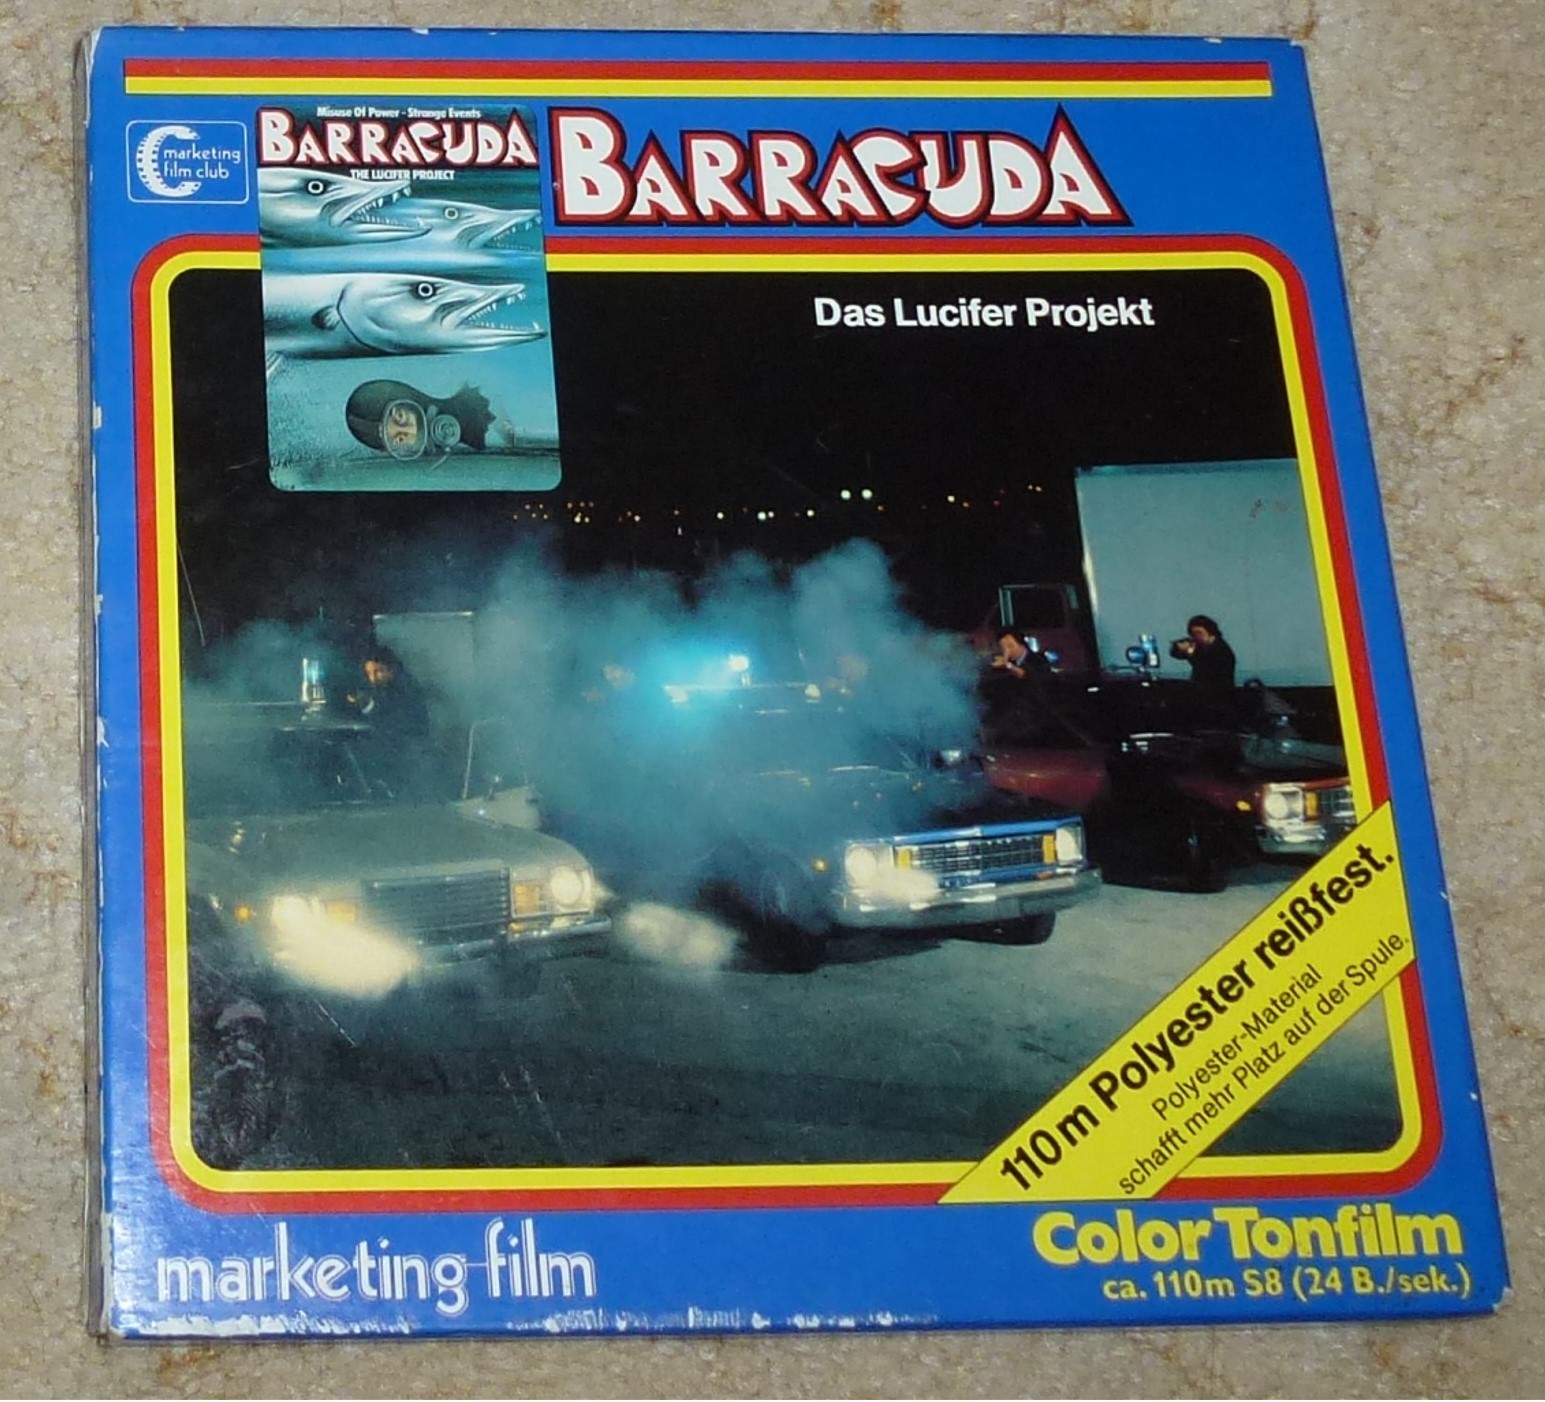 marketing
film club
Misuse Of Power - Strange Events
BARRACUDA
THE LUCIFER PROJECT
BARRACUDA
Das Lucifer Projekt
110m Polyester reißfest.
Polyester-Material
schafft mehr Platz auf der Spule.
marketing-film
Color Tonfilm
ca. 110m S8 (24 B./sek.)